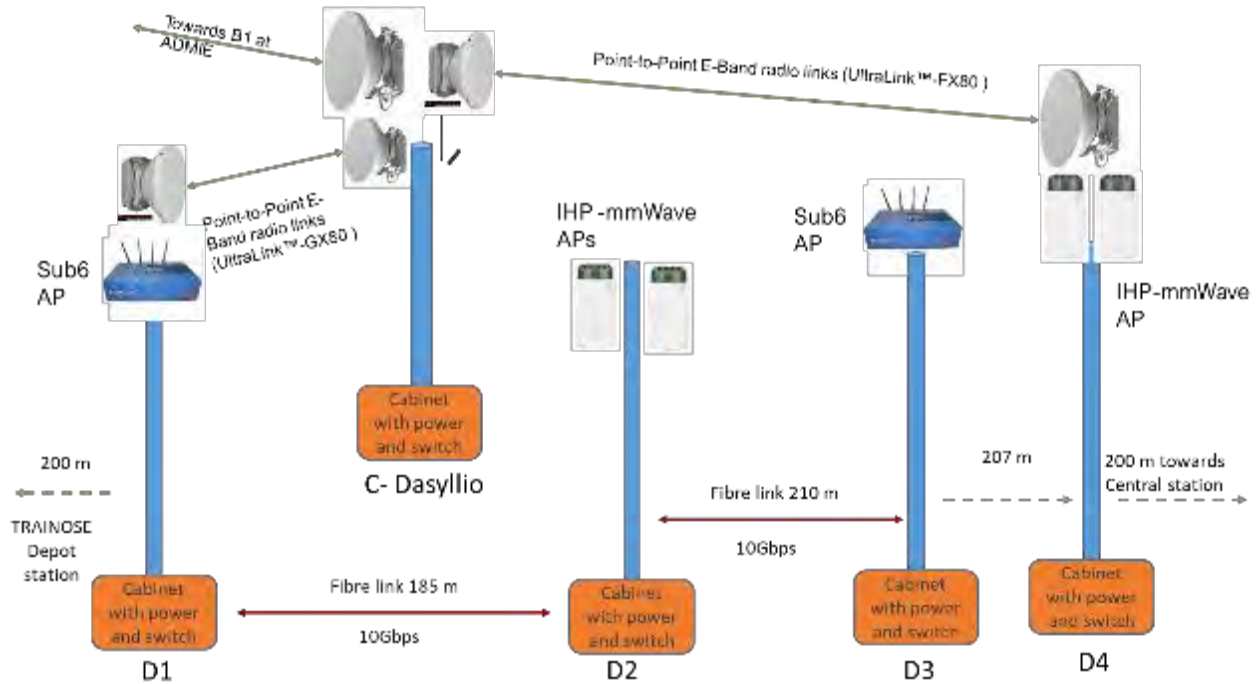 Towards B1 at
ADMIE
Point-to-Point E-Band radio links (UltraLink™-FX80 )
Point-to-Point E-
Band radio links
(UltraLink™-GX80 )
Sub6
AP
IHP -mmWave
APs
Sub6
AP
IHP-mmWave
AP
Cabinet
with power
and switch
C- Dasyllio
200 m
TRAINOSE
Depot
station
207 m
200 m towards
Central station
Fibre link 210 m
10Gbps
Fibre link 185 m
10Gbps
Cabinet
with power
and switch
D1
Cabinet
with power
and switch
D2
Cabinet
with power
and switch
D3
Cabinet
with power
and switch
D4